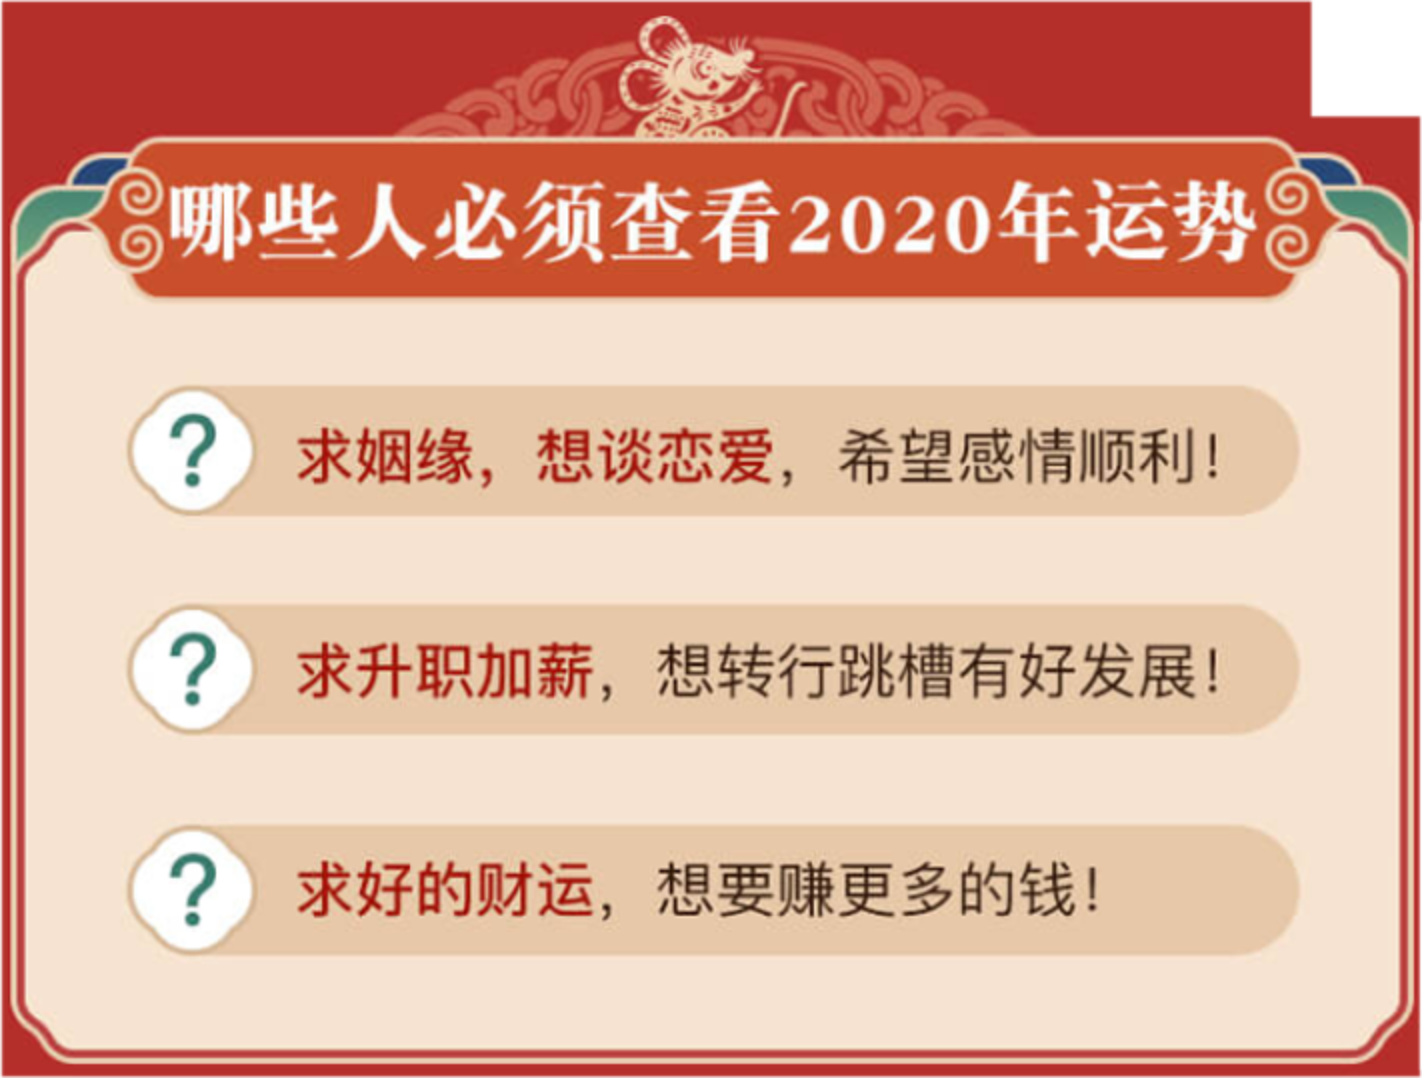 哪些人必须查看2020年运势
? 求姻缘，想谈恋爱，希望感情顺利！
? 求升职加薪，想转行跳槽有好发展！
? 求好的财运，想要赚更多的钱！